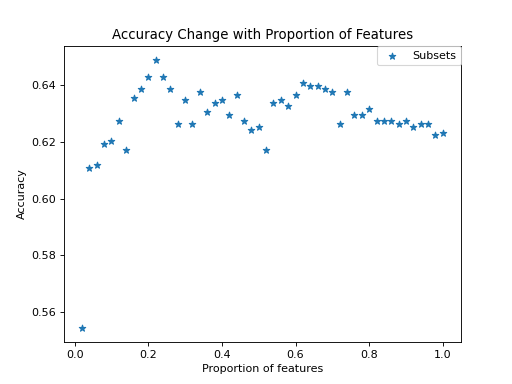 Accuracy Change with Proportion of Features
Subsets
0.64
0.62
0.60
0.58
0.56
Accuracy
0.0 0.2 0.4 0.6 0.8 1.0
Proportion of features